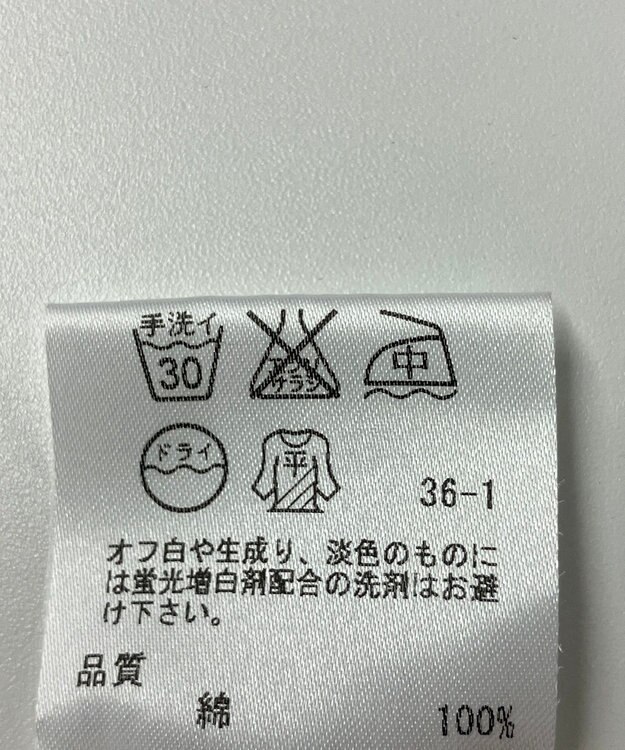 手洗イ
30
エンソ
サラシ
中
ドライ
平
36-1
オフ白や生成り、淡色のものに
は蛍光増白剤配合の洗剤はお避
け下さい。
品質
綿 100%